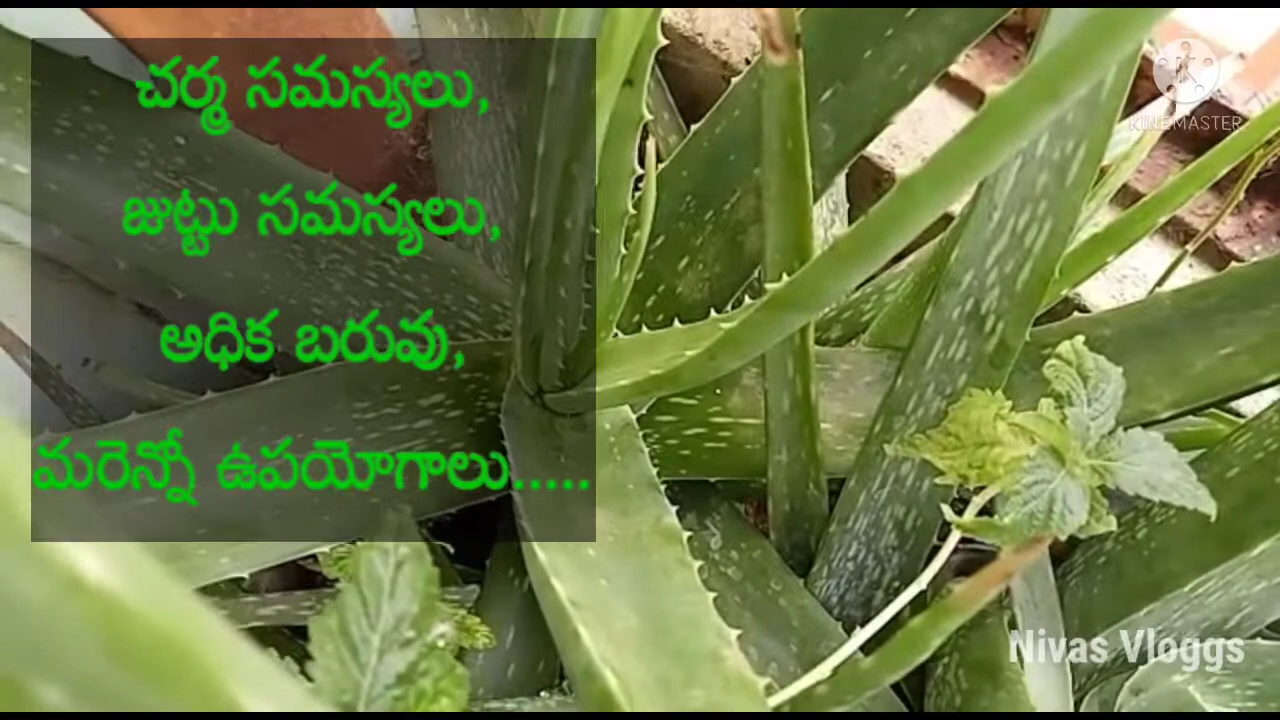 చర్మ సమస్యలు,
జుట్టు సమస్యలు,
అధిక బరువు,
మరెన్నో ఉపయోగాలు.....
KINEMASTER
Nivas Vloggs